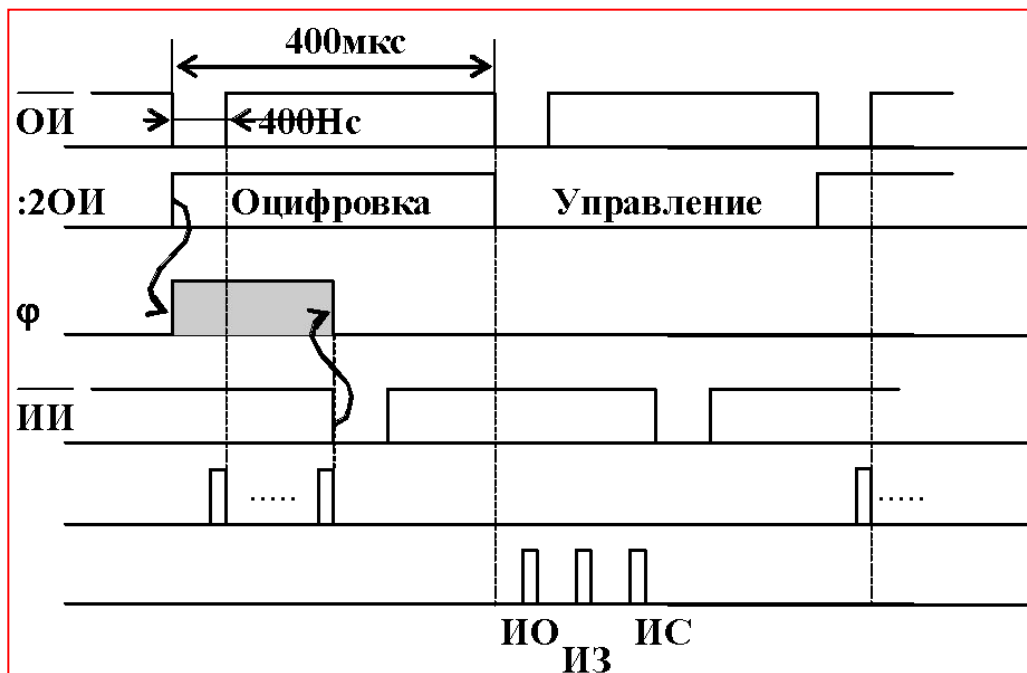 400мкс
ОИ
400Нс
:2ОИ
Оцифровка
Управление
φ
ИИ
.....
.....
ИО
ИЗ
ИС